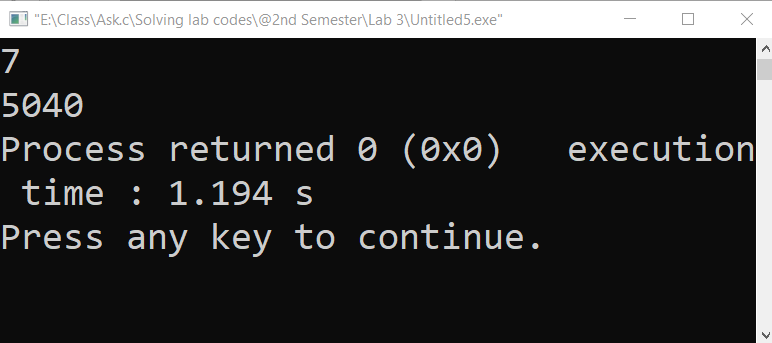 "E:\Class\Ask.c\Solving lab codes\@2nd Semester\Lab 3\Untitled5.exe"
7
5040
Process returned 0 (0x0)   execution
 time : 1.194 s
Press any key to continue.